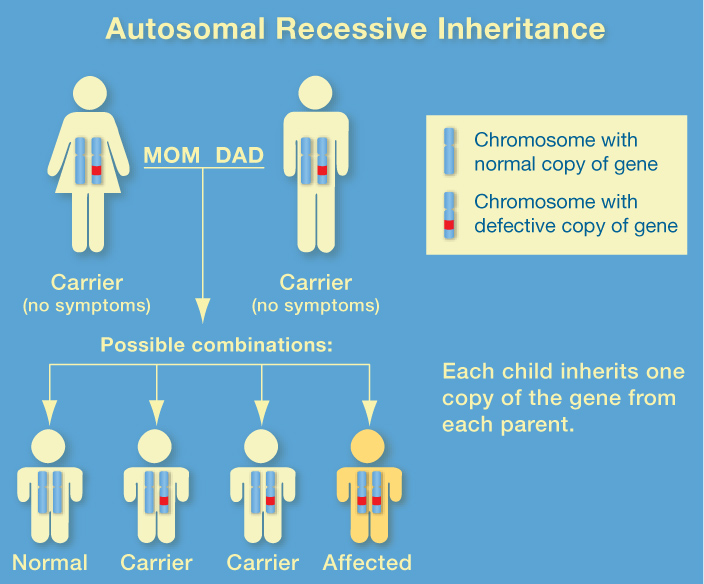 Autosomal Recessive Inheritance
MOM DAD
Chromosome with
normal copy of gene
Chromosome with
defective copy of gene
Carrier
(no symptoms)
Carrier
(no symptoms)
Possible combinations:
Each child inherits one
copy of the gene from
each parent.
Normal
Carrier
Carrier
Affected